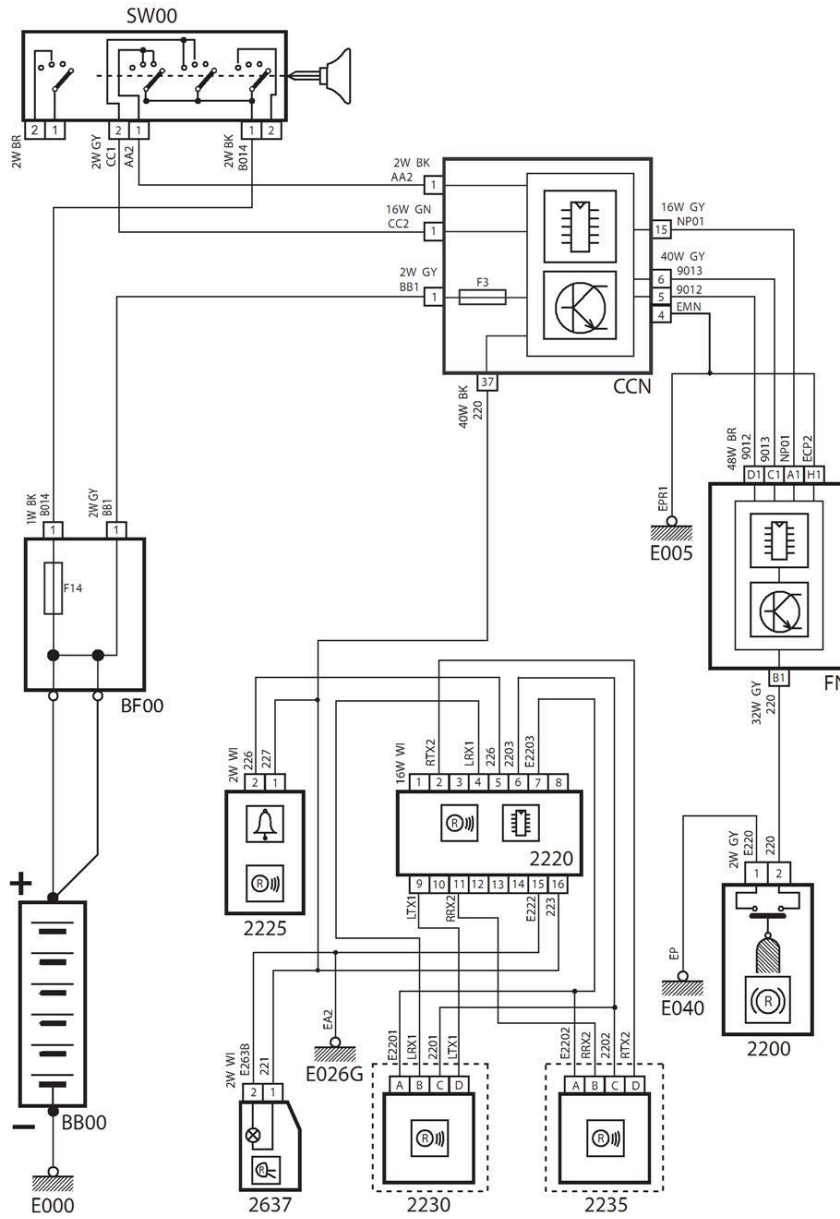 SW00
2 1
2 1
1 2
2W BR
2W GY
CC1
AA2
2W BK
B014
2W BK
AA2
1
16W GN
CC2
1
2W GY
BB1
1
F3
16W GY
15
NP01
40W GY
6
9013
5
9012
4
EMN
37
CCN
40W BK
220
48W BR
9012
9013
NP01
ECP2
D1 C1 A1 H1
EPR1
E005
1W BK
B014
2W GY
BB1
1 1
F14
BF00
FN
B1
32W GY
220
2W WI
226
227
2 1
R
2225
16W WI
RTX2
LRX1
226
2203
E2203
1 2 3 4 5 6 7 8
R
2220
9 10 11 12 13 14 15 16
LTX1
RRX2
E222
223
2W GY
E220
220
1 2
EP
E040
R
2200
+
-
BB00
E000
EA2
E026G
2W WI
E263B
221
2 1
R
2637
E2201
LRX1
2201
LTX1
A B C D
R
2230
E2202
RRX2
2202
RTX2
A B C D
R
2235